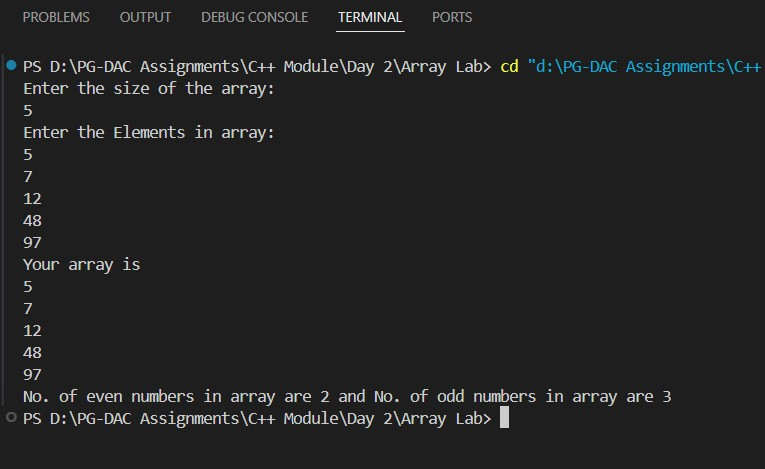 PROBLEMS OUTPUT DEBUG CONSOLE TERMINAL PORTS
PS D:\PG-DAC Assignments\C++ Module\Day 2\Array Lab> cd "d:\PG-DAC Assignments\C++
Enter the size of the array:
5
Enter the Elements in array:
5
7
12
48
97
Your array is
5
7
12
48
97
No. of even numbers in array are 2 and No. of odd numbers in array are 3
PS D:\PG-DAC Assignments\C++ Module\Day 2\Array Lab>